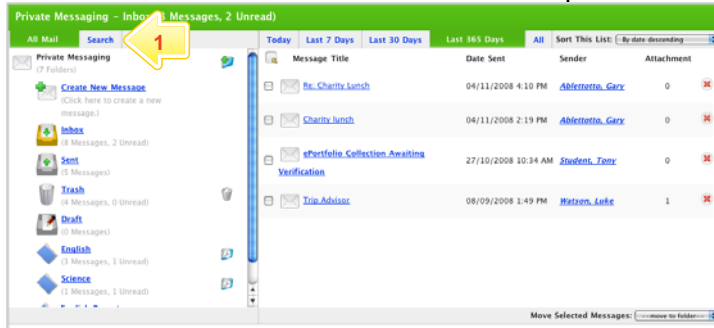 Private Messaging - Inbox 8 Messages, 2 Unread)
All Mail Search 1 Today Last 7 Days Last 30 Days Last 365 Days All Sort This List: By date descending
Private Messaging
(7 Folders)
Create New Message
(Click here to create a new
message.)
Inbox
(8 Messages, 2 Unread)
Sent
(5 Messages)
Trash
(4 Messages, 0 Unread)
Draft
(0 Messages)
English
(3 Messages, 1 Unread)
Science
(1 Messages, 1 Unread)
Message Title Date Sent Sender Attachment
Re: Charity Lunch 04/11/2008 4:10 PM Ablettotto, Gary 0
Charity lunch 04/11/2008 2:19 PM Ablettotto, Gary 0
ePortfolio Collection Awaiting
Verification 27/10/2008 10:34 AM Student, Tony 0
Trip Advisor 08/09/2008 1:49 PM Watson, Luke 1
Move Selected Messages: move to folder